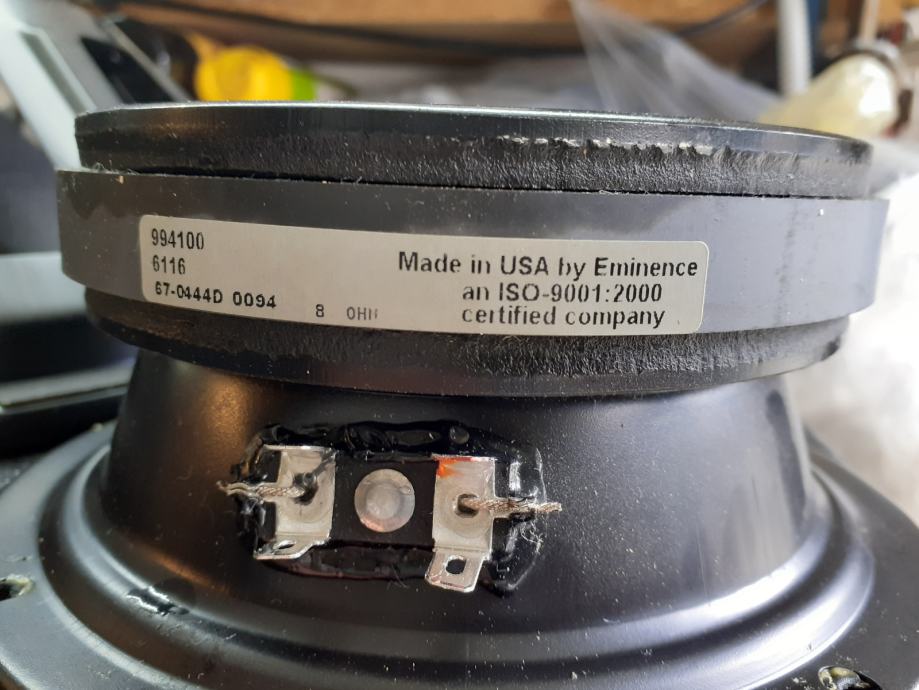 994100
6116
67-0444D 0094
8 OHM
Made in USA by Eminence
an ISO-9001:2000
certified company